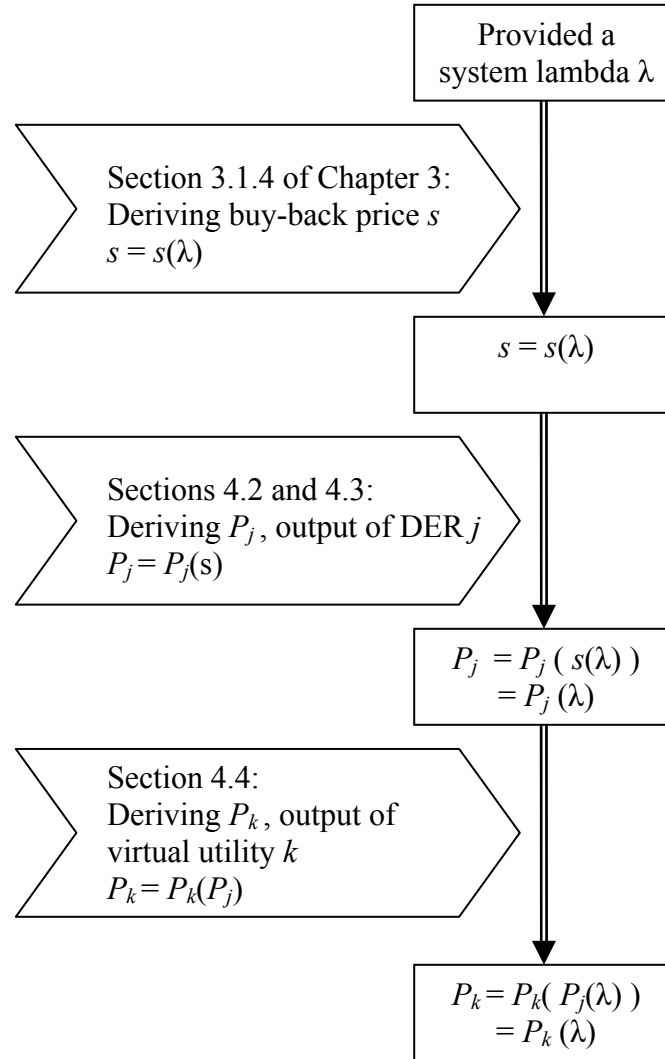 Provided a
system lambda λ
Section 3.1.4 of Chapter 3:
Deriving buy-back price s
s = s(λ)
s = s(λ)
Sections 4.2 and 4.3:
Deriving Pj , output of DER j
Pj = Pj(s)
Pj = Pj ( s(λ) )
= Pj (λ)
Section 4.4:
Deriving Pk , output of
virtual utility k
Pk = Pk(Pj)
Pk = Pk( Pj(λ) )
= Pk (λ)